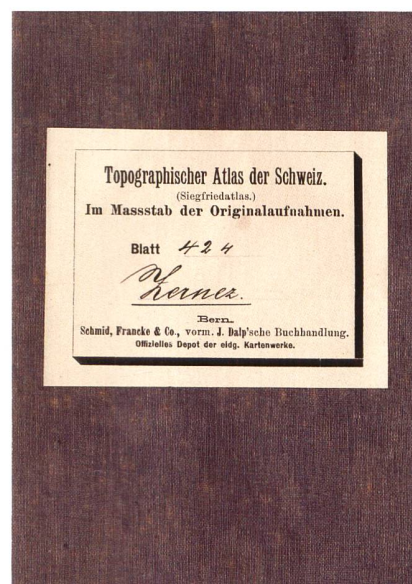 Topographischer Atlas der Schweiz.
(Siegfriedatlas.)
Im Massstab der Originalaufnahmen.
Blatt 424
Zernez.
Bern.
Schmid, Francke & Co., vorm. J. Dalp'sche Buchhandlung.
Offizielles Depot der eidg. Kartenwerke.